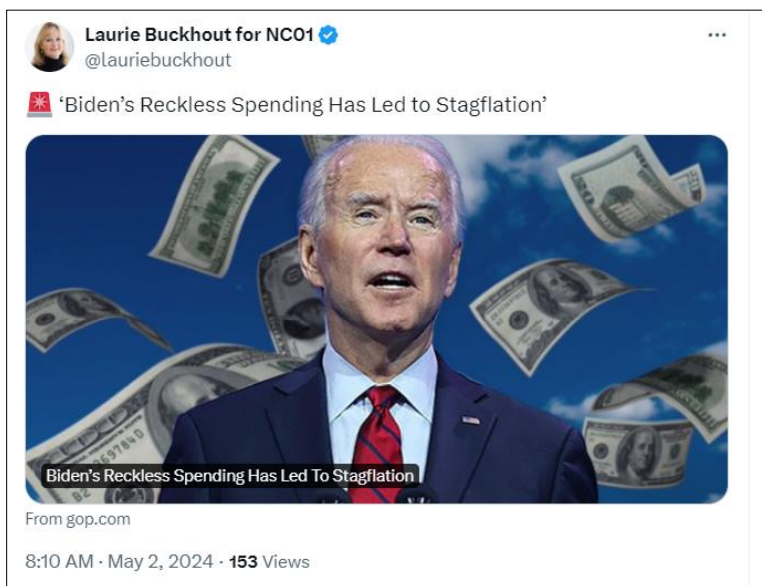 Laurie Buckhout for NC01
@lauriebuckhout
‘Biden’s Reckless Spending Has Led to Stagflation’
Biden’s Reckless Spending Has Led To Stagflation
From gop.com
8:10 AM · May 2, 2024 · 153 Views